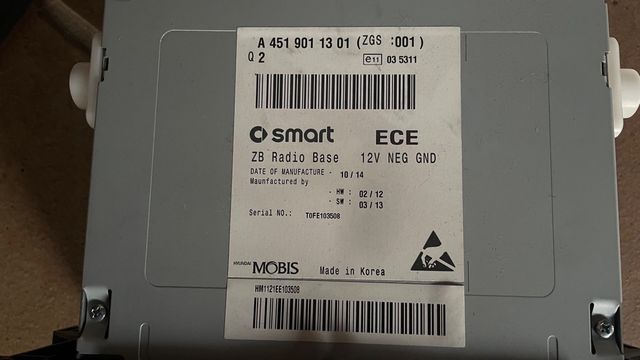 A 451 901 13 01 (ZGS :001 )
Q 2
e11 03 5311
smart ECE
ZB Radio Base 12V NEG GND
DATE OF MANUFACTURE - 10 / 14
Maunfactured by
- HW : 02 / 12
- SW : 03 / 13
Serial NO.: T0FE103508
HYUNDAI MOBIS Made in Korea
HM1121EE103508